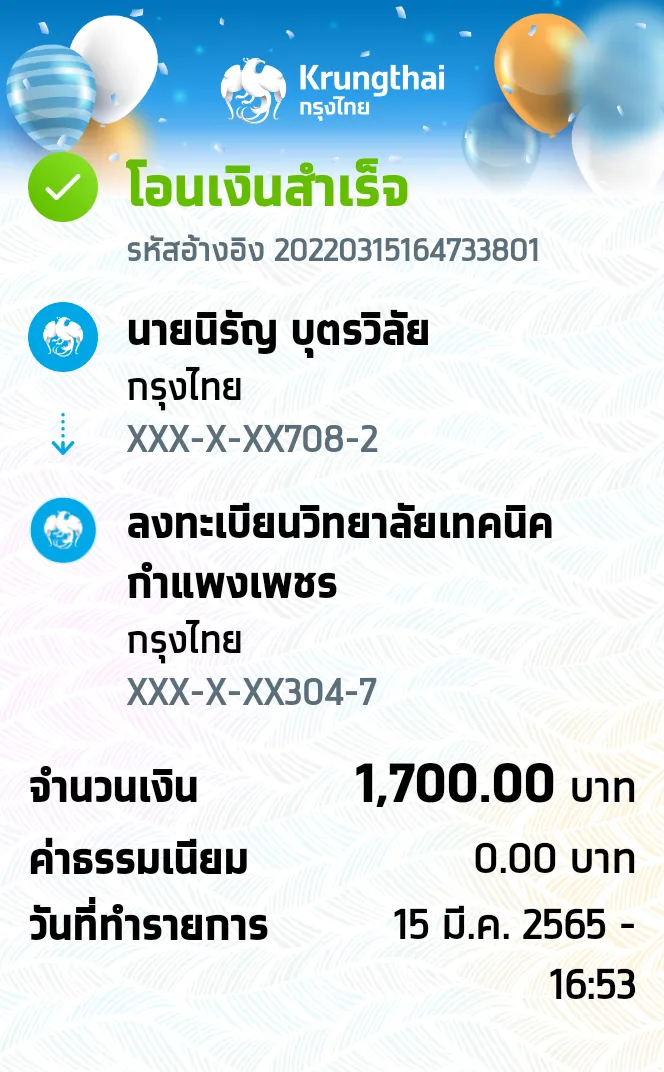 Krungthai
กรุงไทย
โอนเงินสำเร็จ
รหัสอ้างอิง 20220315164733801
นายนิรัญ บุตรวิลัย
กรุงไทย
XXX-X-XX708-2
ลงทะเบียนวิทยาลัยเทคนิค
กำแพงเพชร
กรุงไทย
XXX-X-XX304-7
จำนวนเงิน 1,700.00 บาท
ค่าธรรมเนียม 0.00 บาท
วันที่ทำรายการ 15 มี.ค. 2565 -
16:53